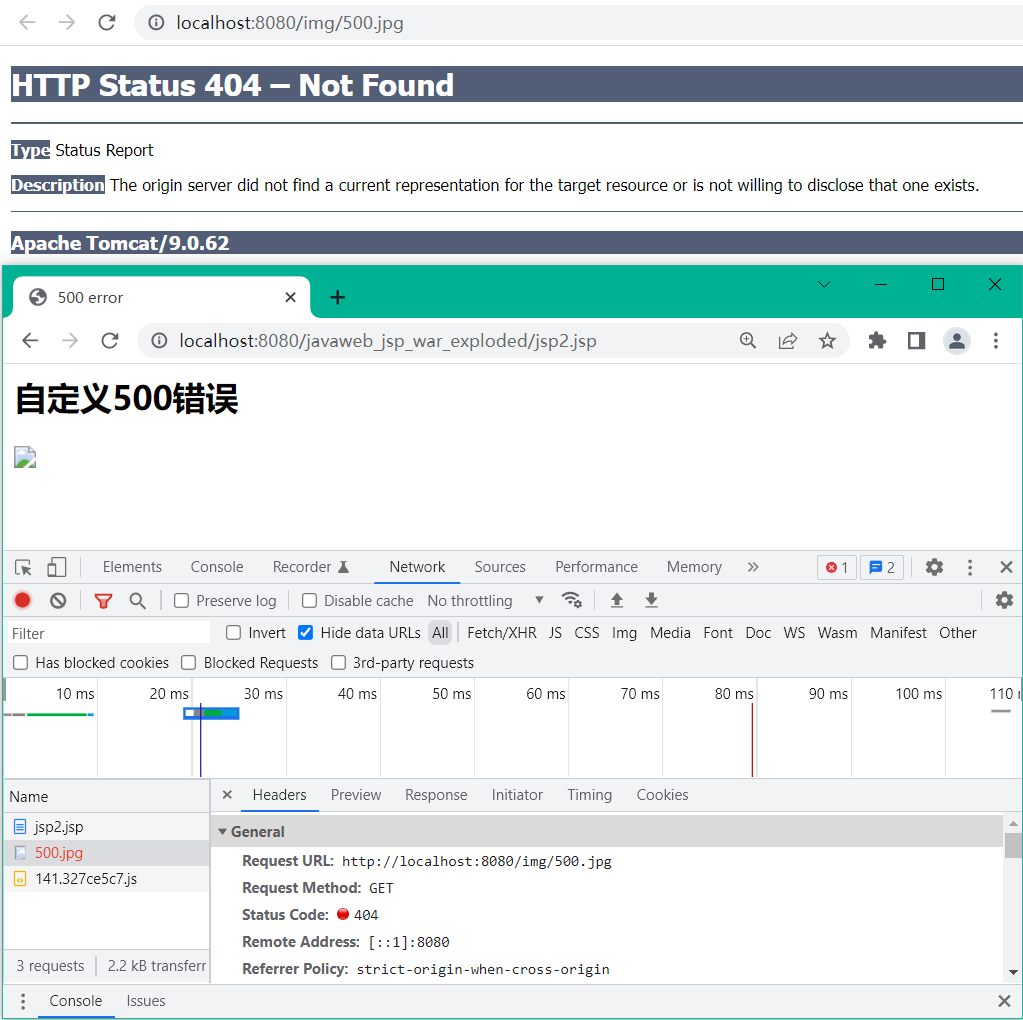 localhost:8080/img/500.jpg
HTTP Status 404 – Not Found
Type Status Report
Description The origin server did not find a current representation for the target resource or is not willing to disclose that one exists.
Apache Tomcat/9.0.62
500 error
localhost:8080/javaweb_jsp_war_exploded/jsp2.jsp
自定义500错误
Elements Console Recorder Network Sources Performance Memory 1 2
Preserve log Disable cache No throttling
Filter Invert Hide data URLs All Fetch/XHR JS CSS Img Media Font Doc WS Wasm Manifest Other
Has blocked cookies Blocked Requests 3rd-party requests
10 ms 20 ms 30 ms 40 ms 50 ms 60 ms 70 ms 80 ms 90 ms 100 ms 110
Name Headers Preview Response Initiator Timing Cookies
jsp2.jsp General
500.jpg Request URL: http://localhost:8080/img/500.jpg
141.327ce5c7.js Request Method: GET
Status Code: 404
Remote Address: [::1]:8080
3 requests 2.2 kB transferr Referrer Policy: strict-origin-when-cross-origin
Console Issues